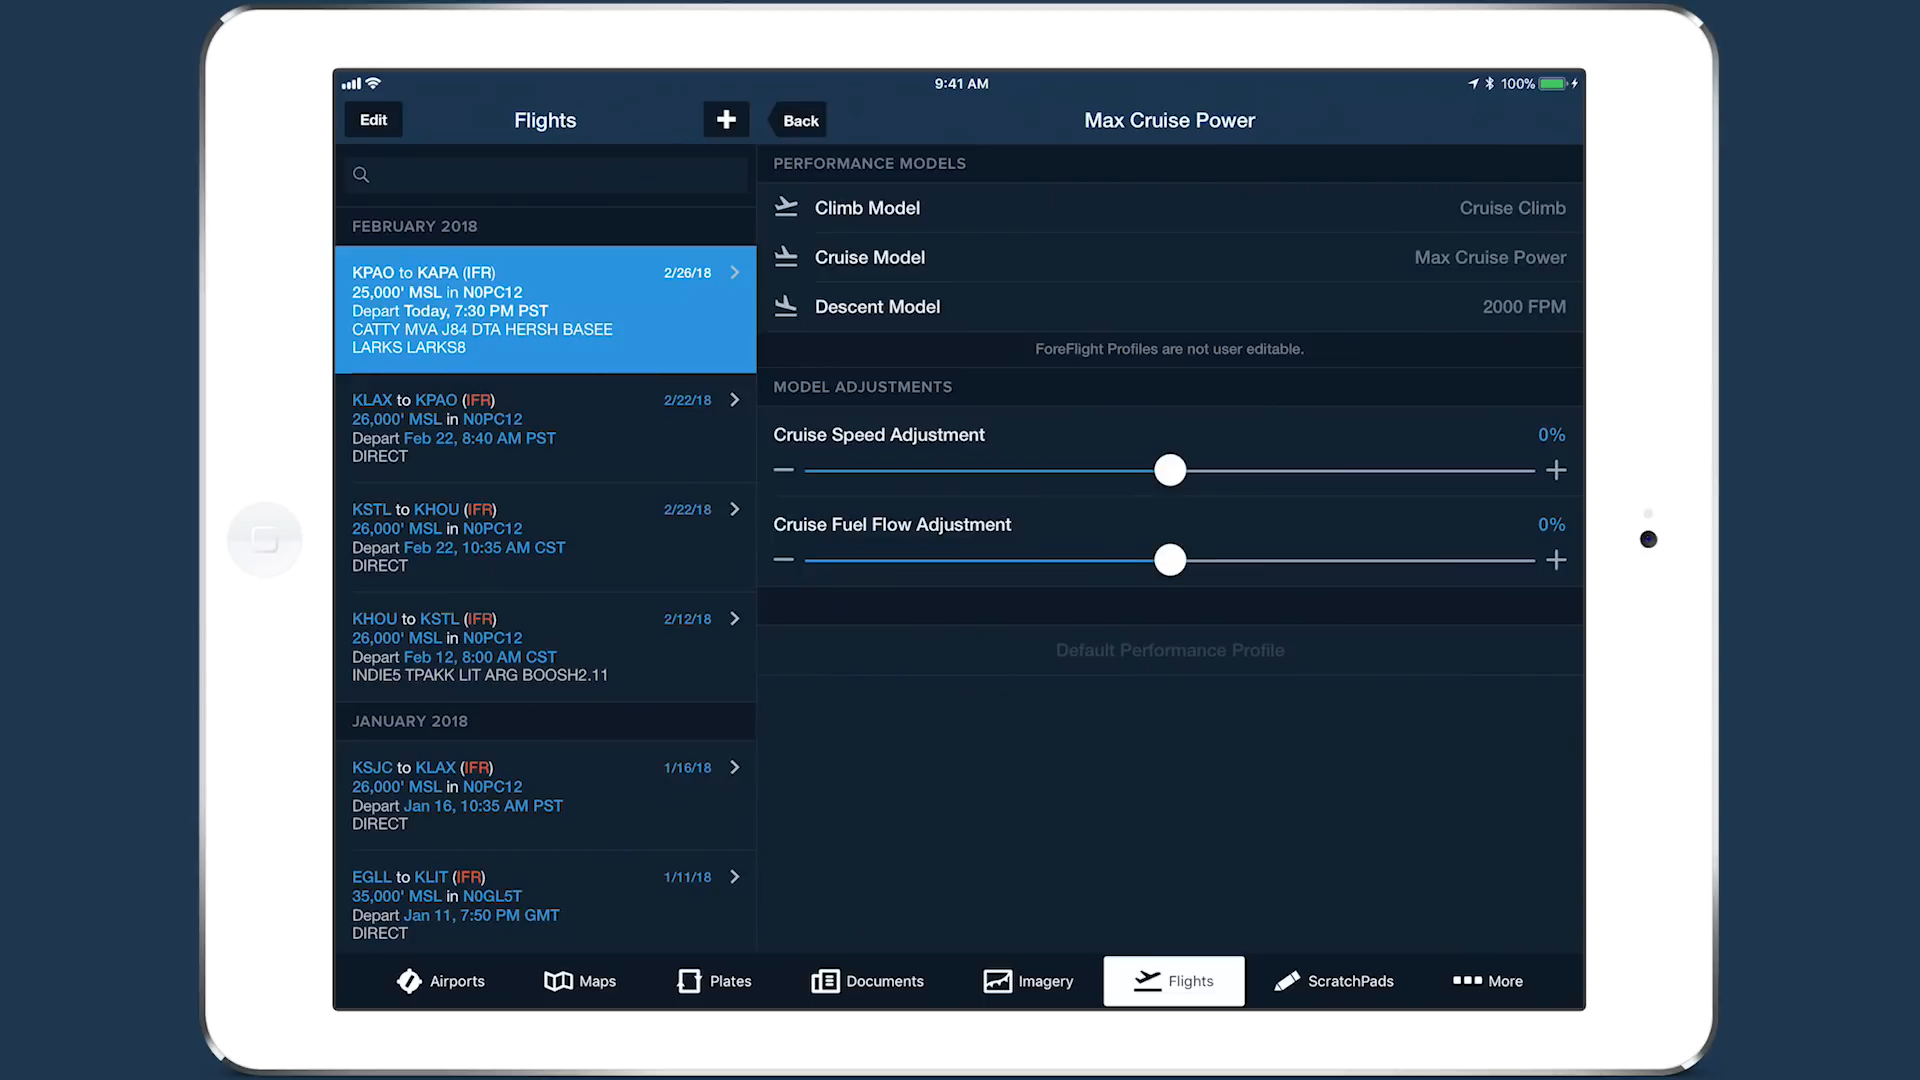 9:41 AM
100%
Edit
Flights
Back
Max Cruise Power
FEBRUARY 2018
KPAO to KAPA (IFR) 2/26/18
25,000' MSL in N0PC12
Depart Today, 7:30 PM PST
CATTY MVA J84 DTA HERSH BASEE
LARKS LARKS8
KLAX to KPAO (IFR) 2/22/18
26,000' MSL in N0PC12
Depart Feb 22, 8:40 AM PST
DIRECT
KSTL to KHOU (IFR) 2/22/18
26,000' MSL in N0PC12
Depart Feb 22, 10:35 AM CST
DIRECT
KHOU to KSTL (IFR) 2/12/18
26,000' MSL in N0PC12
Depart Feb 12, 8:00 AM CST
INDIE5 TPAKK LIT ARG BOOSH2.11
JANUARY 2018
KSJC to KLAX (IFR) 1/16/18
26,000' MSL in N0PC12
Depart Jan 16, 10:35 AM PST
DIRECT
EGLL to KLIT (IFR) 1/11/18
35,000' MSL in N0GL5T
Depart Jan 11, 7:50 PM GMT
DIRECT
PERFORMANCE MODELS
Climb Model Cruise Climb
Cruise Model Max Cruise Power
Descent Model 2000 FPM
ForeFlight Profiles are not user editable.
MODEL ADJUSTMENTS
Cruise Speed Adjustment 0%
Cruise Fuel Flow Adjustment 0%
Default Performance Profile
Airports
Maps
Plates
Documents
Imagery
Flights
ScratchPads
More